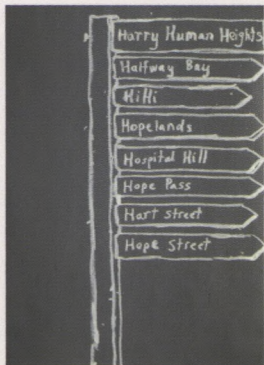 Harry Human Heights
Halfway Bay
HiHi
Hopelands
Hospital Hill
Hope Pass
Hart street
Hope Street